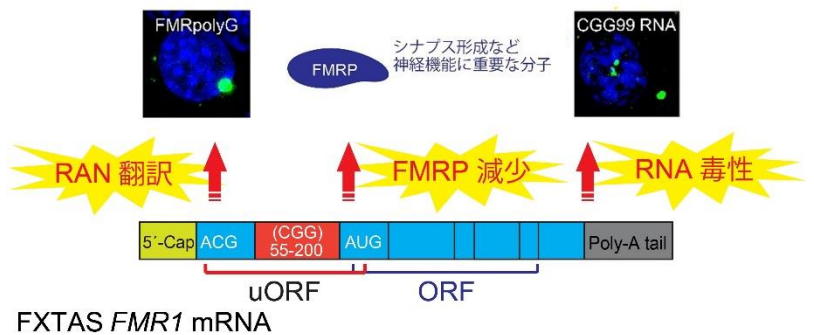 FMRpolyG
CGG99 RNA
FMRP
シナプス形成など
神経機能に重要な分子
RAN 翻訳
FMRP 減少
RNA 毒性
5´-Cap
ACG
(CGG)
55-200
AUG
Poly-A tail
uORF
ORF
FXTAS FMR1 mRNA